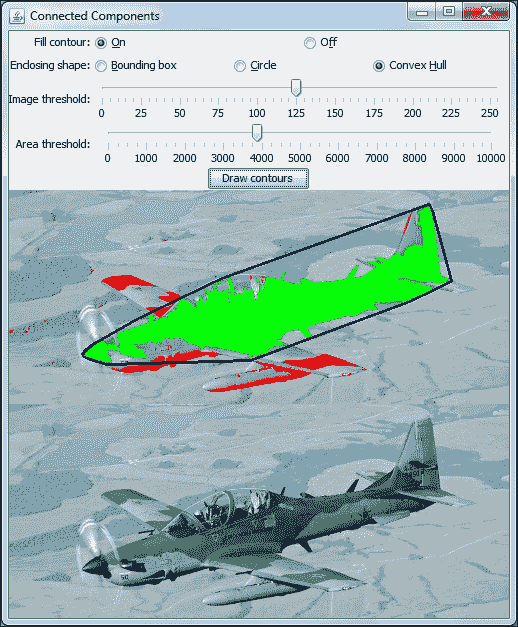 Connected Components
Fill contour: On Off
Enclosing shape: Bounding box Circle Convex Hull
Image threshold:
0 25 50 75 100 125 150 175 200 225 250
Area threshold:
0 1000 2000 3000 4000 5000 6000 7000 8000 9000 10000
Draw contours